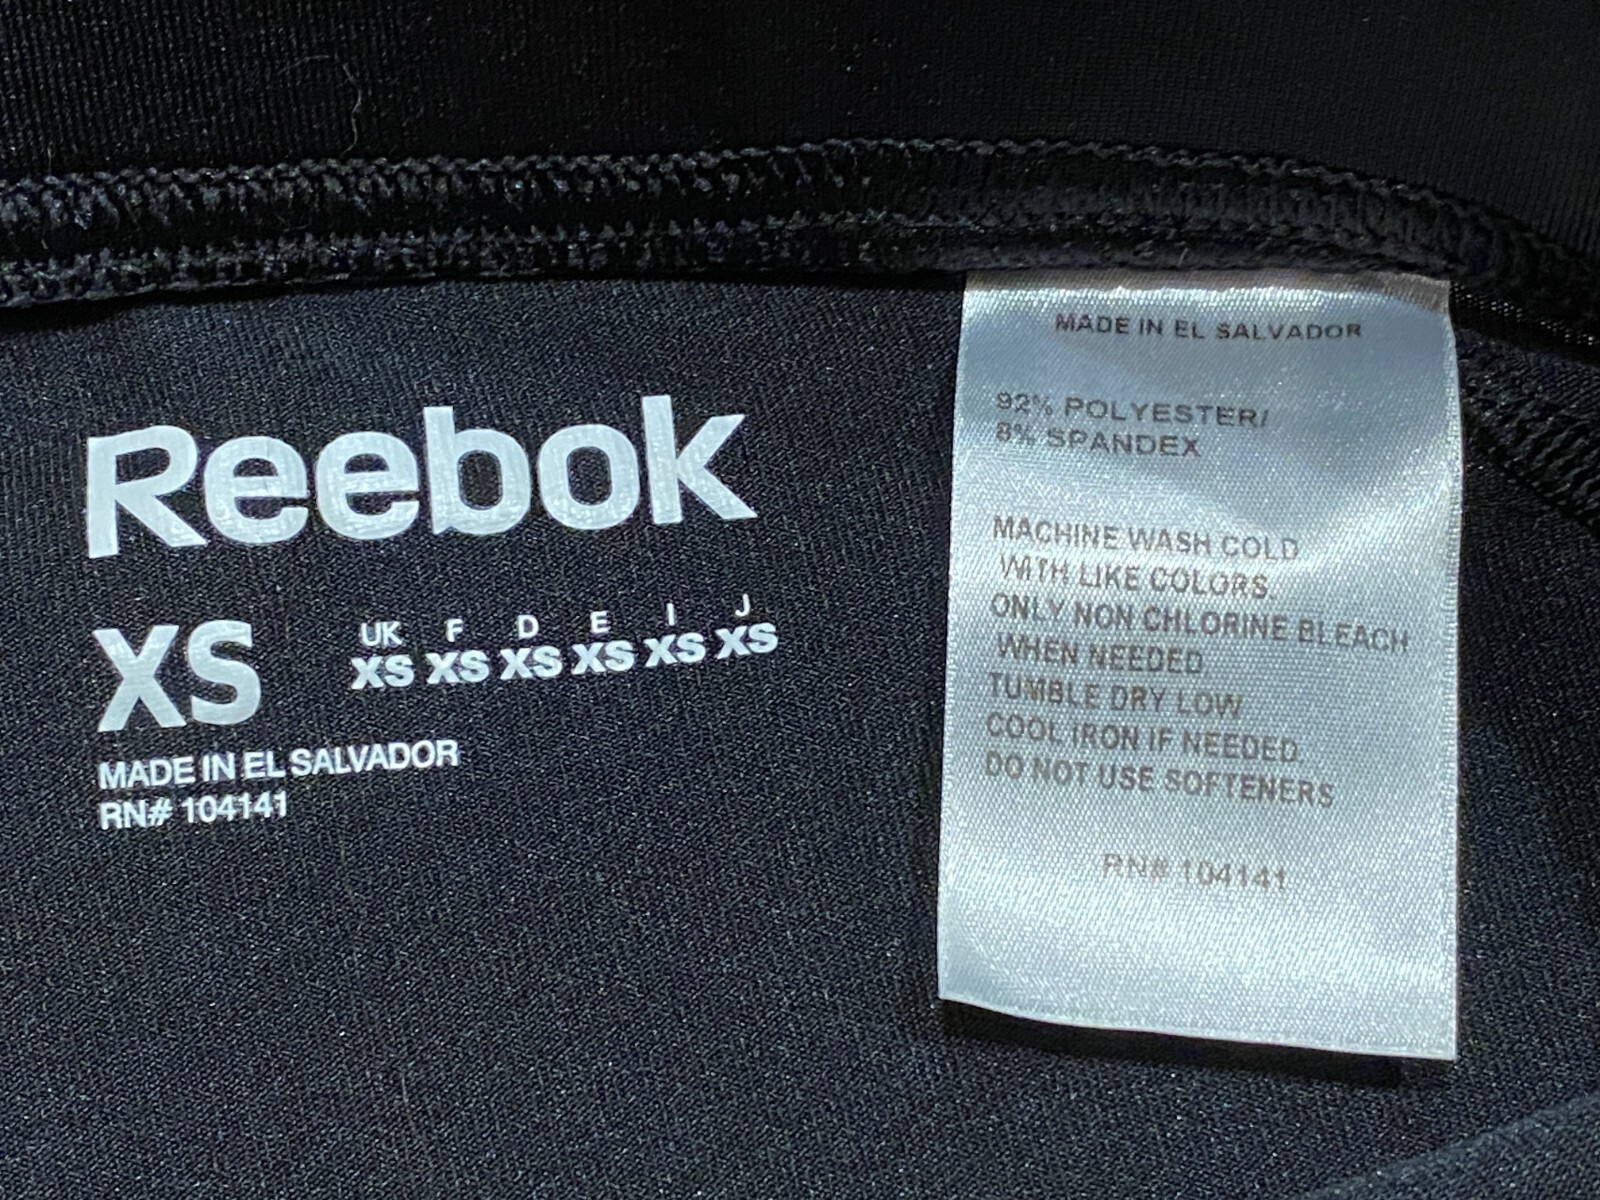 Reebok
XS
UK F D E I J
XS XS XS XS XS XS
MADE IN EL SALVADOR
RN# 104141
MADE IN EL SALVADOR
92% POLYESTER/
8% SPANDEX
MACHINE WASH COLD
WITH LIKE COLORS.
ONLY NON CHLORINE BLEACH
WHEN NEEDED.
TUMBLE DRY LOW
COOL IRON IF NEEDED.
DO NOT USE SOFTENERS
RN# 104141